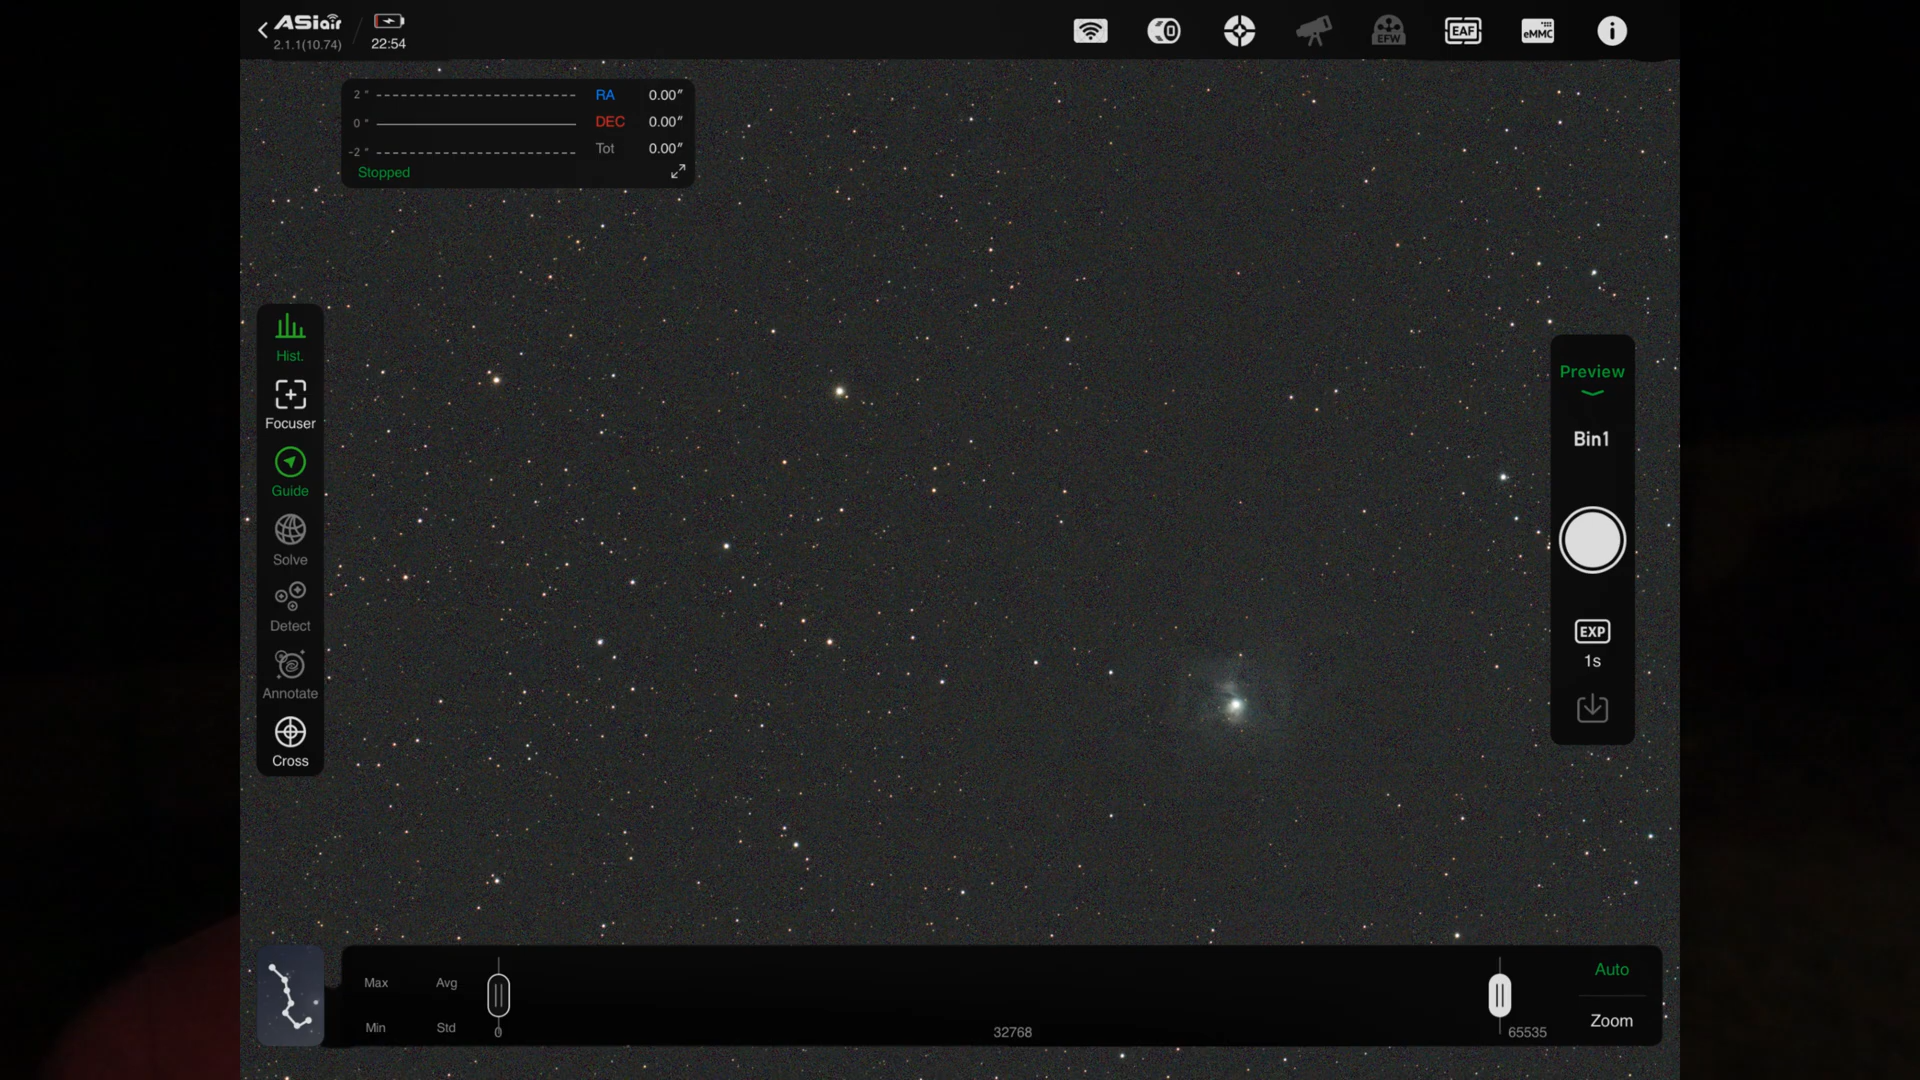 ASiair
2.1.1(10.74)
22:54
EFW
EAF
eMMC
2 " RA 0.00"
0 " DEC 0.00"
-2 " Tot 0.00"
Stopped
Hist.
Focuser
Guide
Solve
Detect
Annotate
Cross
Preview
Bin1
EXP
1s
Max Avg
Min Std
0 32768 65535
Auto
Zoom